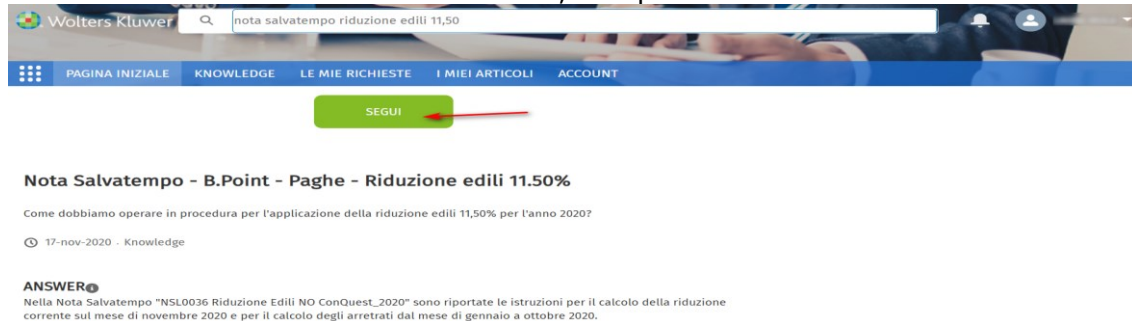 Wolters Kluwer
nota salvatempo riduzione edili 11,50
PAGINA INIZIALE KNOWLEDGE LE MIE RICHIESTE I MIEI ARTICOLI ACCOUNT
SEGUI
Nota Salvatempo - B.Point - Paghe - Riduzione edili 11.50%
Come dobbiamo operare in procedura per l'applicazione della riduzione edili 11,50% per l'anno 2020?
17-nov-2020 . Knowledge
ANSWER
Nella Nota Salvatempo "NSL0036 Riduzione Edili NO ConQuest_2020" sono riportate le istruzioni per il calcolo della riduzione
corrente sul mese di novembre 2020 e per il calcolo degli arretrati dal mese di gennaio a ottobre 2020.